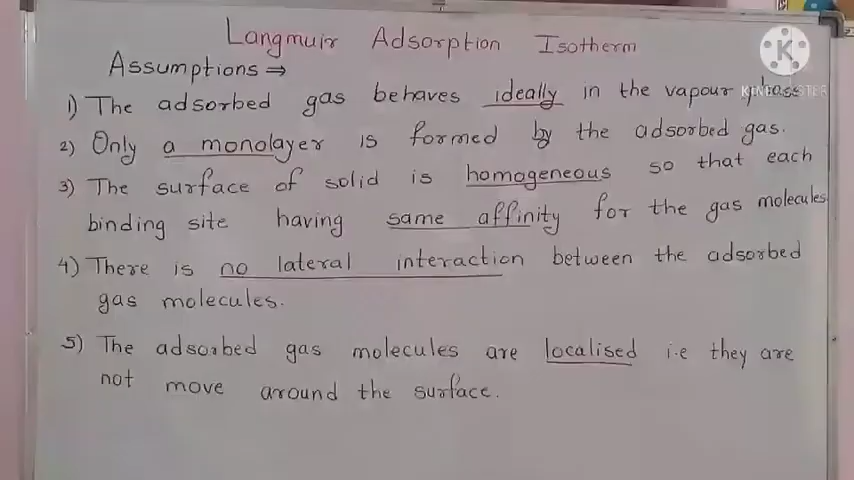 Langmuir Adsorption Isotherm
Assumptions ⇒
1) The adsorbed gas behaves ideally in the vapour phase
2) Only a monolayer is formed by the adsorbed gas.
3) The surface of solid is homogeneous so that each
binding site having same affinity for the gas molecules
4) There is no lateral interaction between the adsorbed
gas molecules.
5) The adsorbed gas molecules are localised i.e they are
not move around the surface.
K
KINEMASTER